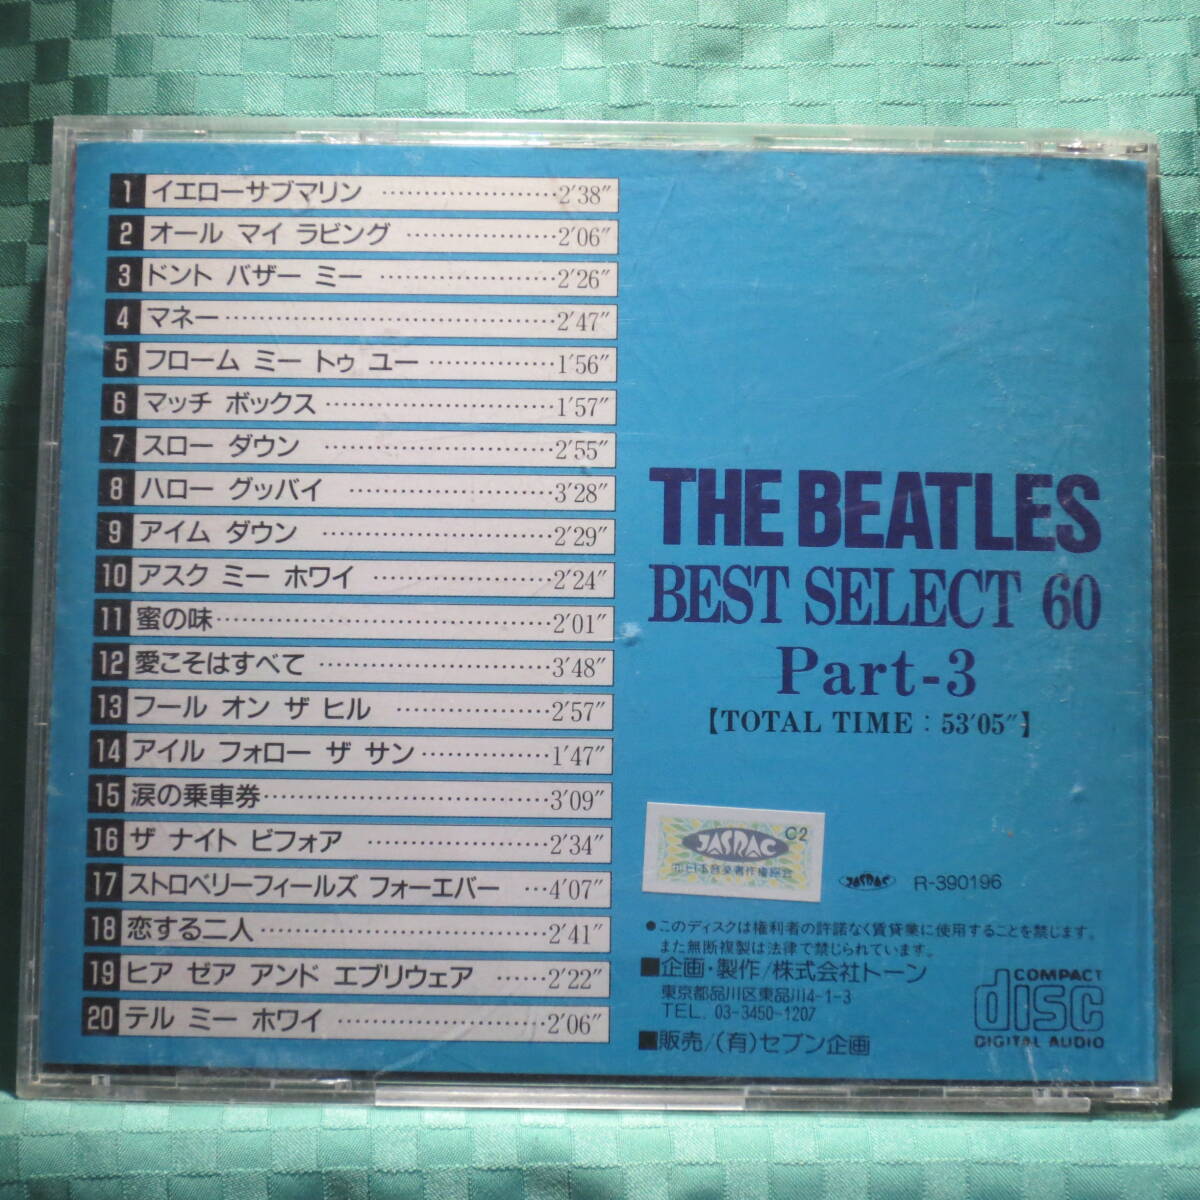 1 イエローサブマリン ……………………2′38″
2 オール マイ ラビング …………………2′06″
3 ドント バザー ミー ……………………2′26″
4 マネー……………………………………2′47″
5 フローム ミー トゥ ユー ……………1′56″
6 マッチ ボックス…………………………1′57″
7 スロー ダウン …………………………2′55″
8 ハロー グッバイ ………………………3′28″
9 アイム ダウン …………………………2′29″
10 アスク ミー ホワイ …………………2′24″
11 蜜の味……………………………………2′01″
12 愛こそはすべて …………………………3′48″
13 フール オン ザ ヒル …………………2′57″
14 アイル フォロー ザ サン……………1′47″
15 涙の乗車券………………………………3′09″
16 ザ ナイト ビフォア …………………2′34″
17 ストロベリーフィールズ フォーエバー …4′07″
18 恋する二人………………………………2′41″
19 ヒア ゼア アンド エブリウェア ……2′22″
20 テル ミー ホワイ ……………………2′06″
THE BEATLES
BEST SELECT 60
Part-3
【TOTAL TIME : 53′05″】
JASRAC C2
JASRAC R-390196
●このディスクは権利者の許諾なく賃貸業に使用することを禁じます。
また無断複製は法律で禁じられています。
■企画・製作/株式会社トーン
東京都品川区東品川4-1-3
TEL. 03-3450-1207
■販売/(有)セブン企画
COMPACT
disc
DIGITAL AUDIO